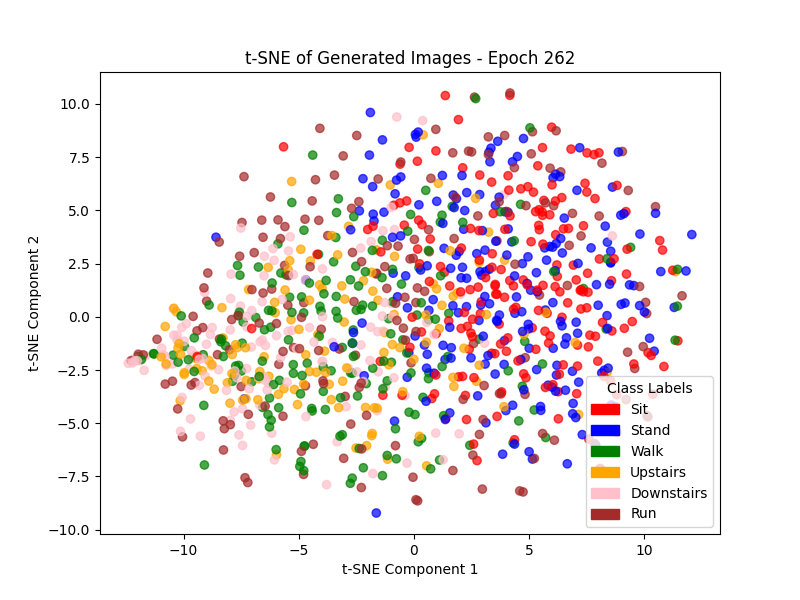 t-SNE of Generated Images - Epoch 262
t-SNE Component 2
10.0
7.5
5.0
2.5
0.0
−2.5
−5.0
−7.5
−10.0
Class Labels
Sit
Stand
Walk
Upstairs
Downstairs
Run
−10
−5
0
5
10
t-SNE Component 1